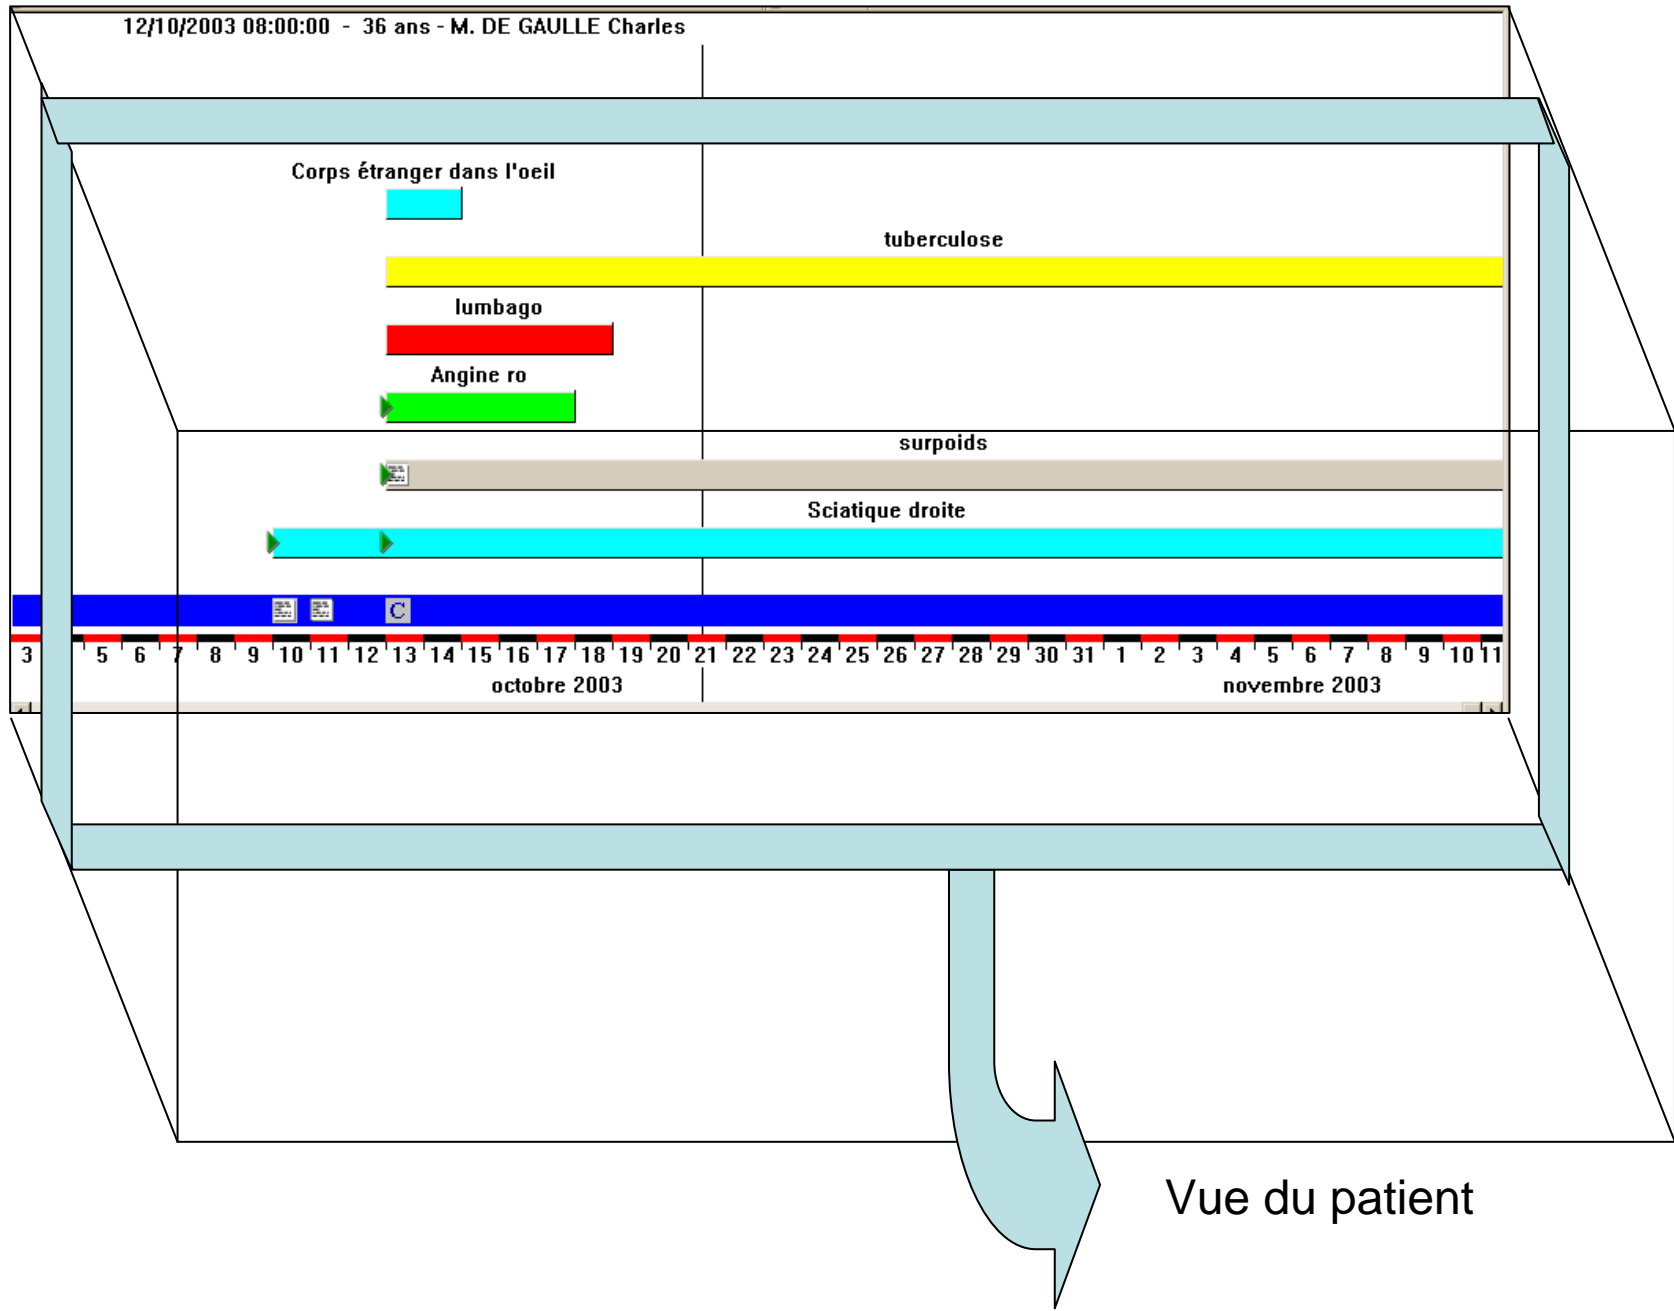 12/10/2003 08:00:00 - 36 ans - M. DE GAULLE Charles
Corps étranger dans l'oeil
tuberculose
lumbago
Angine ro
surpoids
Sciatique droite
C
3 5 6 7 8 9 10 11 12 13 14 15 16 17 18 19 20 21 22 23 24 25 26 27 28 29 30 31 1 2 3 4 5 6 7 8 9 10 11
octobre 2003 novembre 2003
Vue du patient